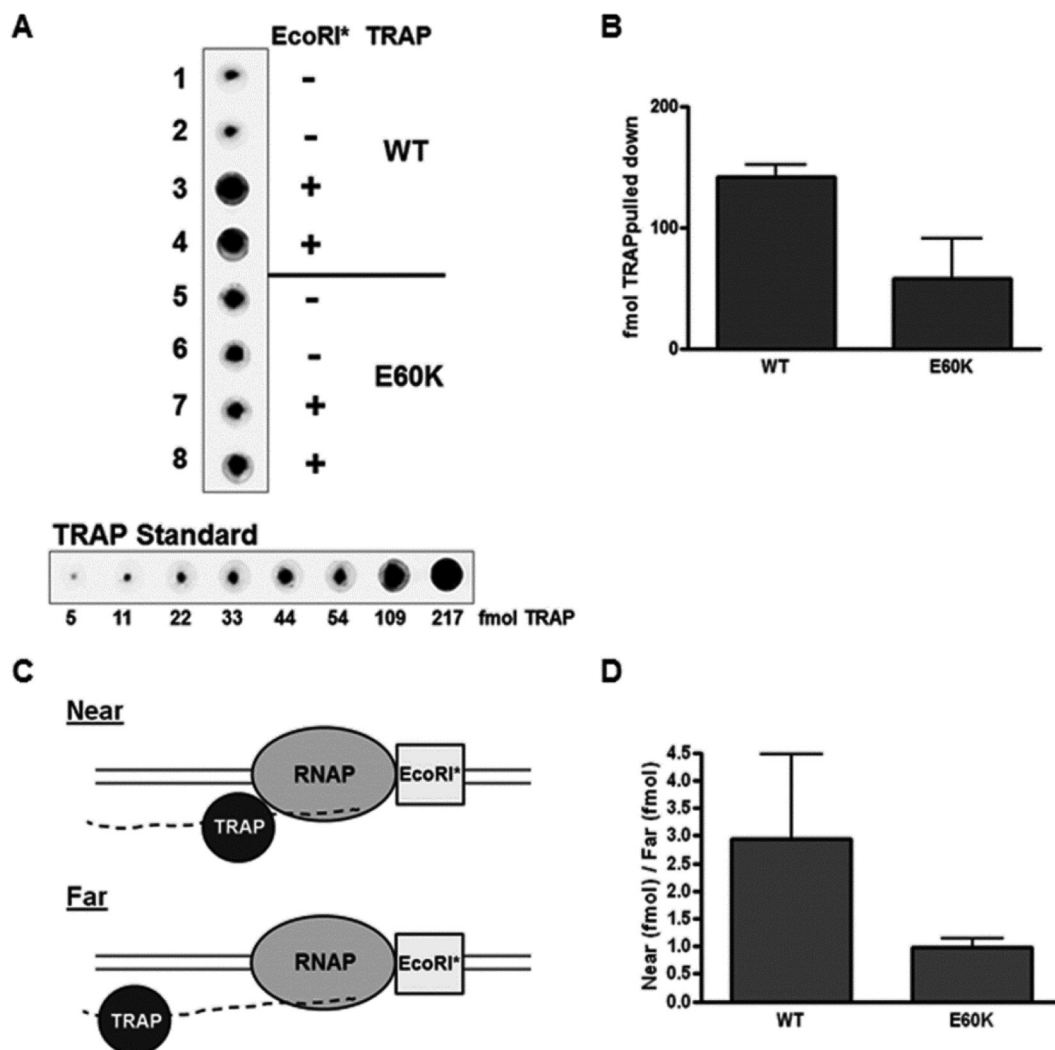 A
EcoRI* TRAP
1 -
2 -
WT
3 +
4 +
5 -
6 -
E60K
7 +
8 +
TRAP Standard
5 11 22 33 44 54 109 217 fmol TRAP
B
fmol TRAPpulled down
200
100
0
WT E60K
C
Near
RNAP
EcoRI*
TRAP
Far
RNAP
EcoRI*
TRAP
D
Near (fmol) / Far (fmol)
4.5
4.0
3.5
3.0
2.5
2.0
1.5
1.0
0.5
0.0
WT E60K